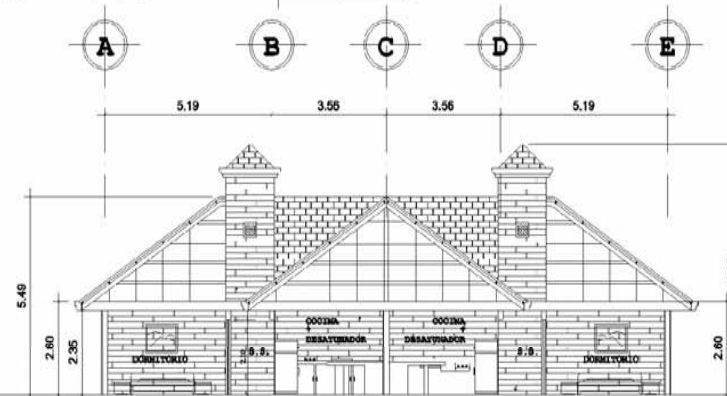 A B C D E
5.19 3.56 3.56 5.19
5.49
2.60
2.35
2.60
COCINA COCINA
DESAYUNADOR DESAYUNADOR
DORMITORIO S.S. S.S. DORMITORIO